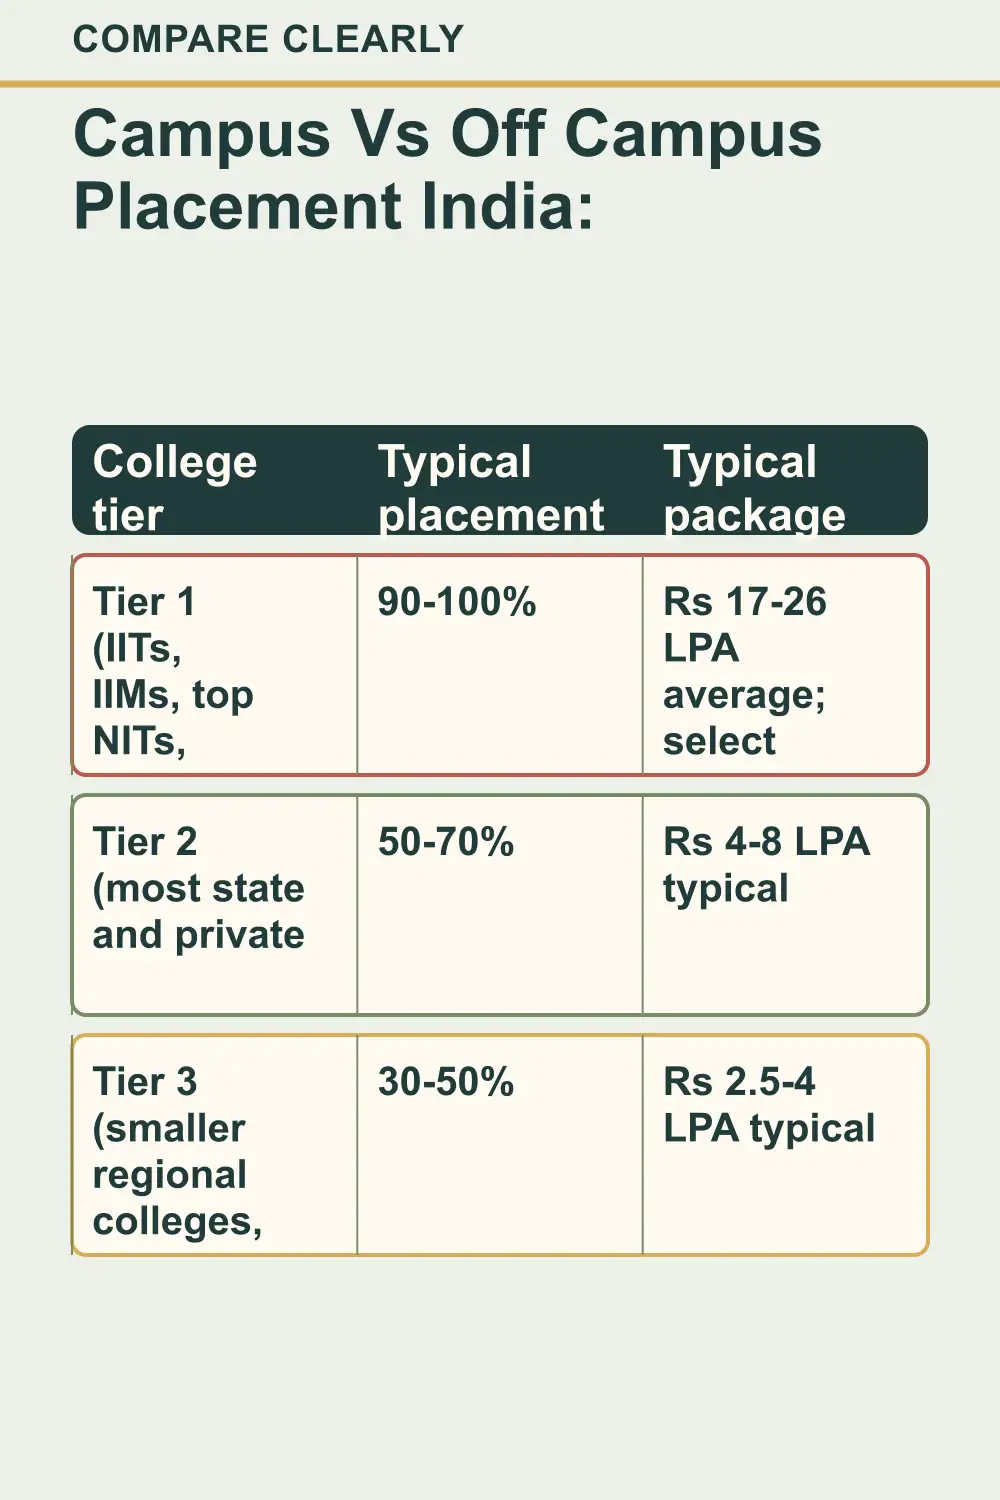 COMPARE CLEARLY
Campus Vs Off Campus
Placement India:
College
tier
Typical
placement
Typical
package
Tier 1
(IITs,
IIMs, top
NITs,
90-100%
Rs 17-26
LPA
average;
select
Tier 2
(most state
and private
50-70%
Rs 4-8 LPA
typical
Tier 3
(smaller
regional
colleges,
30-50%
Rs 2.5-4
LPA typical